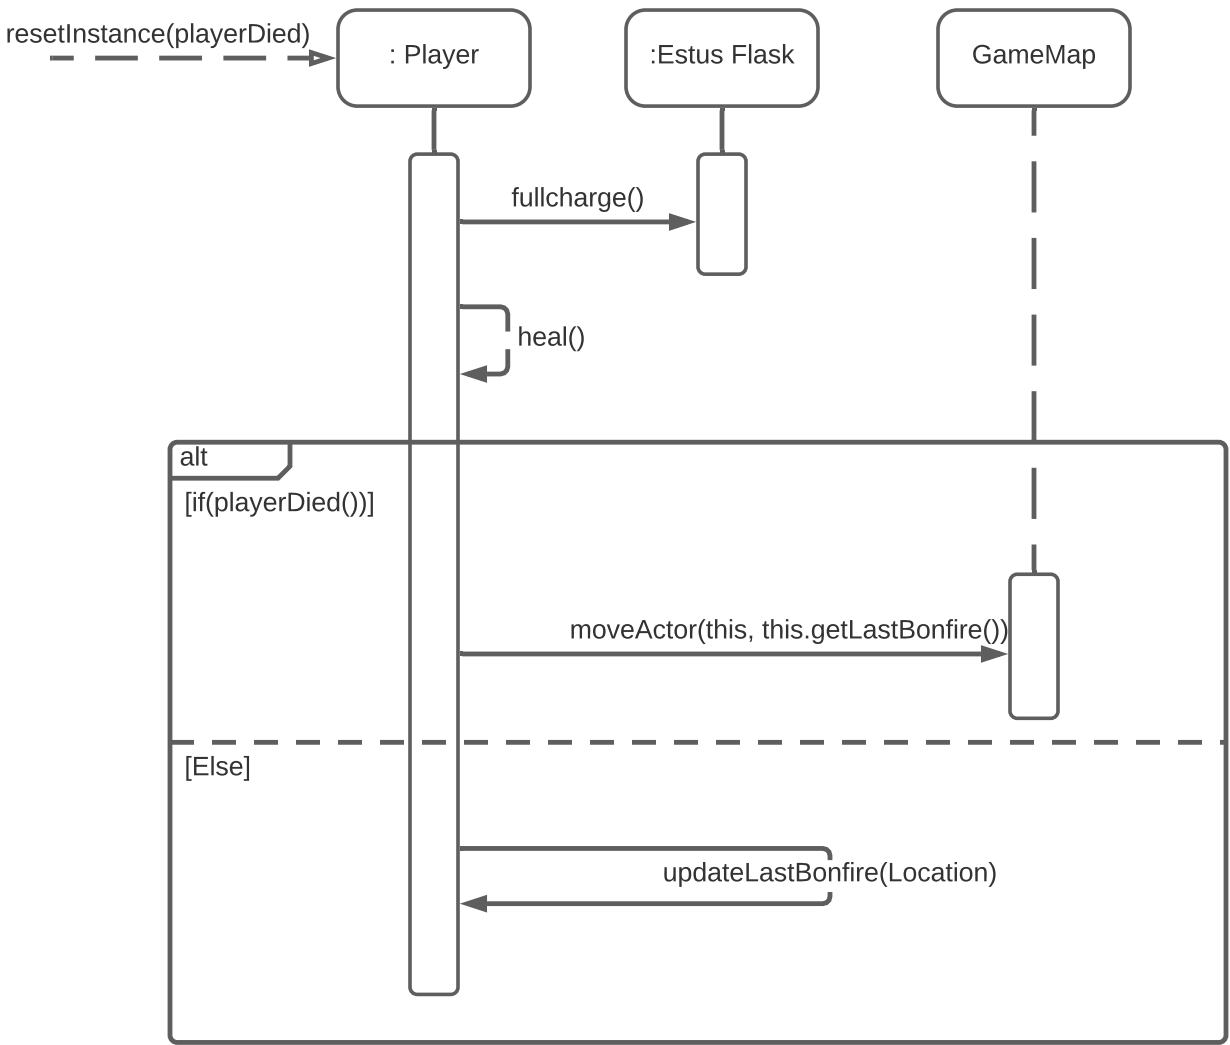 resetInstance(playerDied)
: Player
:Estus Flask
GameMap
fullcharge()
heal()
alt
[if(playerDied())]
moveActor(this, this.getLastBonfire())
[Else]
updateLastBonfire(Location)